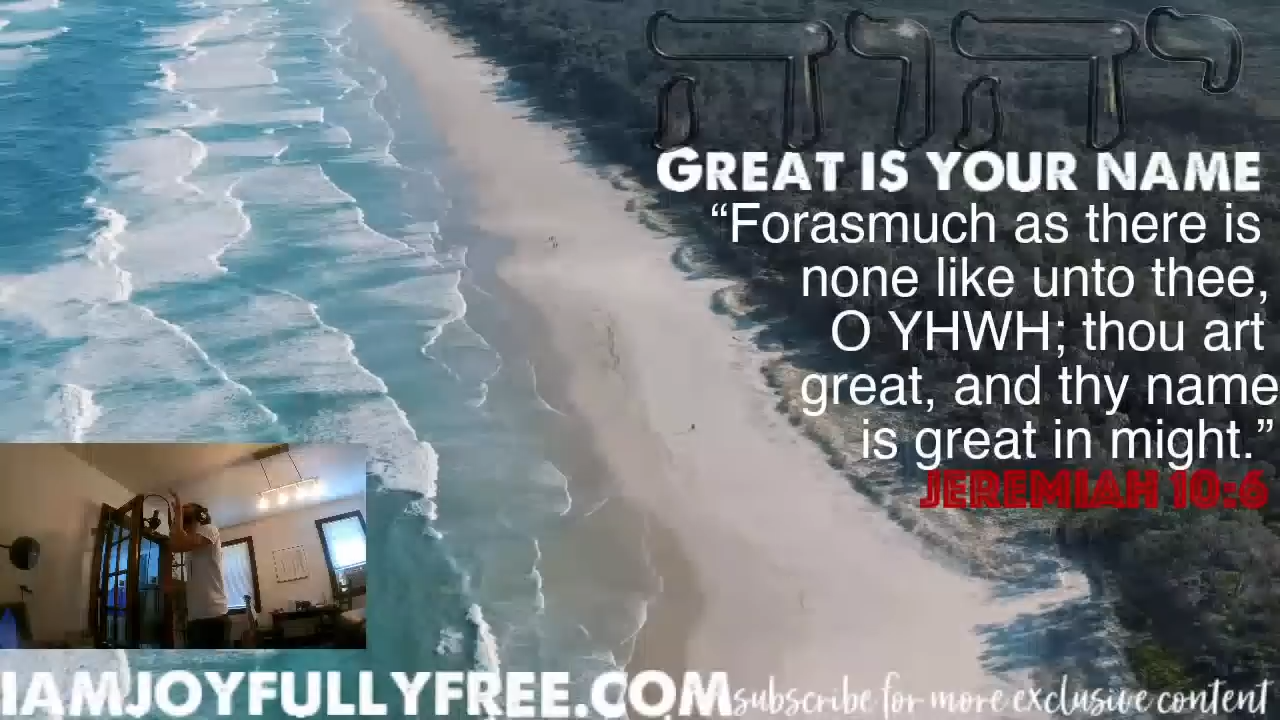 יהוה
GREAT IS YOUR NAME
“Forasmuch as there is
none like unto thee,
O YHWH; thou art
great, and thy name
is great in might.”
JEREMIAH 10:6
IAMJOYFULLYFREE.COM
subscribe for more exclusive content